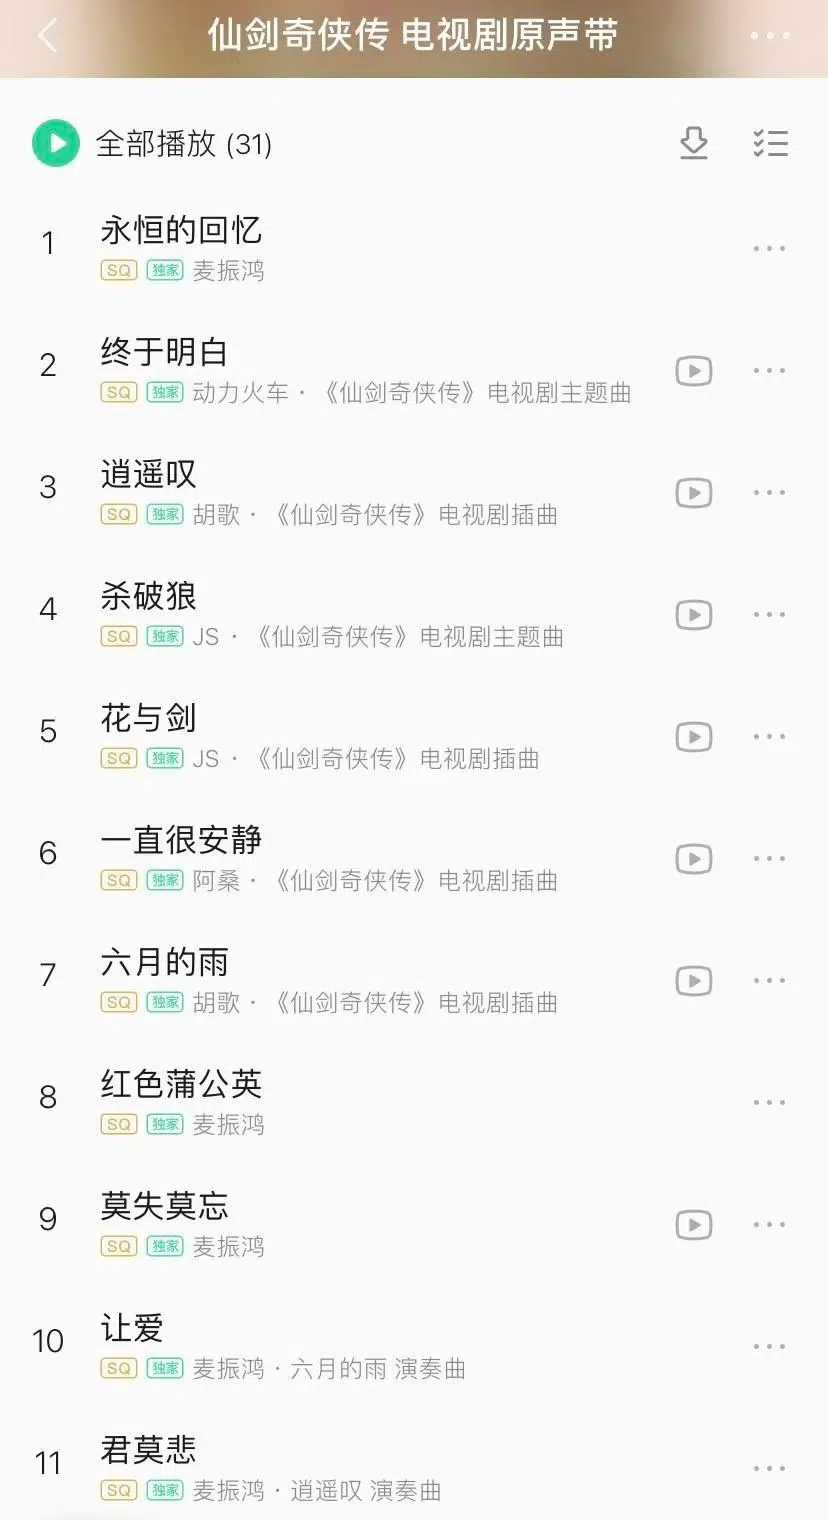 仙剑奇侠传 电视剧原声带
全部播放 (31)
1
永恒的回忆
SQ 独家 麦振鸿
2
终于明白
SQ 独家 动力火车 · 《仙剑奇侠传》电视剧主题曲
3
逍遥叹
SQ 独家 胡歌 · 《仙剑奇侠传》电视剧插曲
4
杀破狼
SQ 独家 JS · 《仙剑奇侠传》电视剧主题曲
5
花与剑
SQ 独家 JS · 《仙剑奇侠传》电视剧插曲
6
一直很安静
SQ 独家 阿桑 · 《仙剑奇侠传》电视剧插曲
7
六月的雨
SQ 独家 胡歌 · 《仙剑奇侠传》电视剧插曲
8
红色蒲公英
SQ 独家 麦振鸿
9
莫失莫忘
SQ 独家 麦振鸿
10
让爱
SQ 独家 麦振鸿 · 六月的雨 演奏曲
11
君莫悲
SQ 独家 麦振鸿 · 逍遥叹 演奏曲